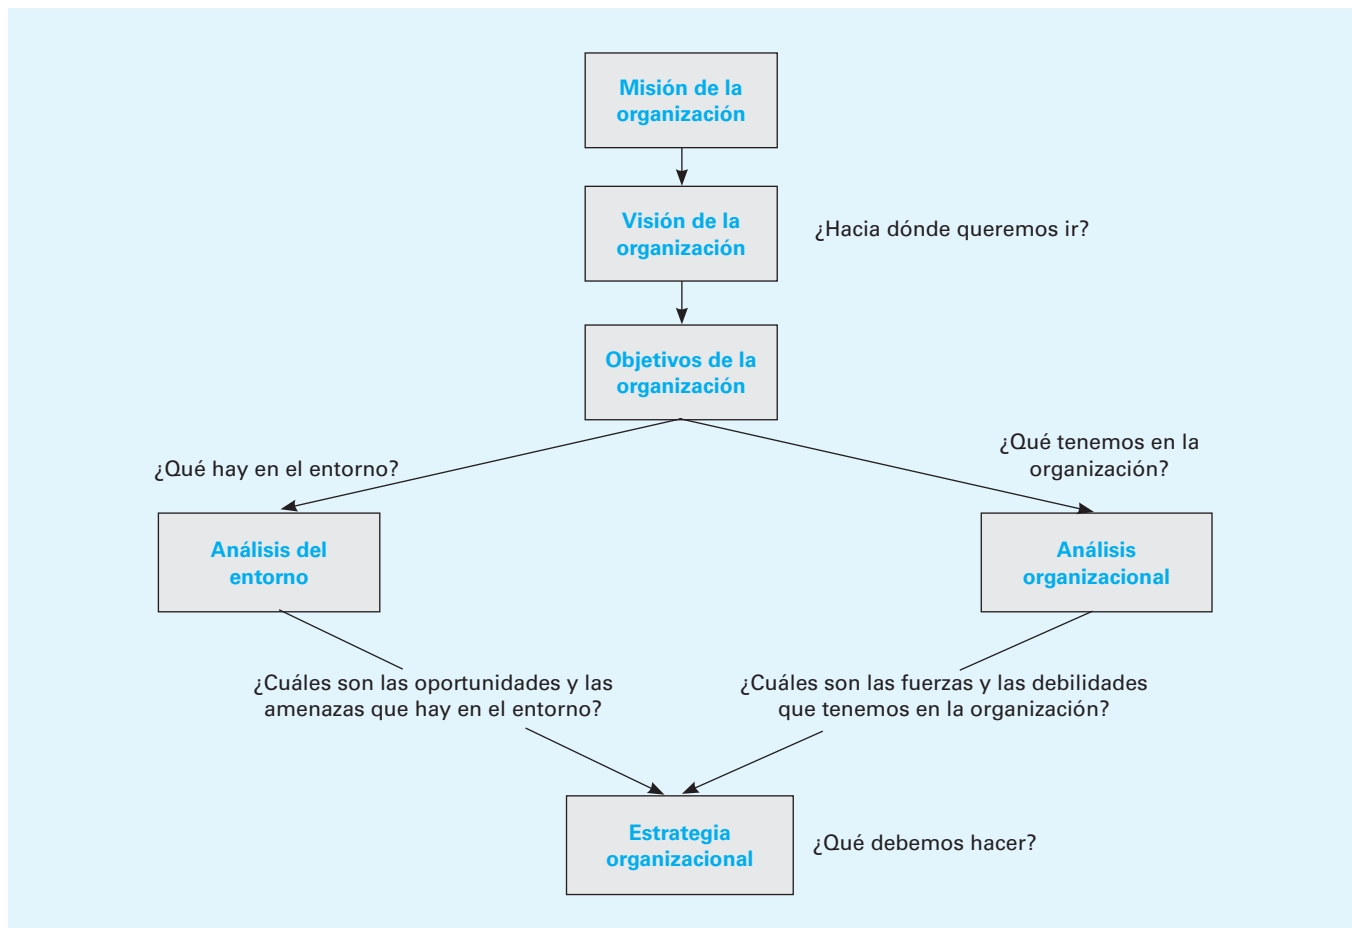 Misión de la
organización
Visión de la
organización
¿Hacia dónde queremos ir?
Objetivos de la
organización
¿Qué hay en el entorno?
¿Qué tenemos en la
organización?
Análisis del
entorno
Análisis
organizacional
¿Cuáles son las oportunidades y las
amenazas que hay en el entorno?
¿Cuáles son las fuerzas y las debilidades
que tenemos en la organización?
Estrategia
organizacional
¿Qué debemos hacer?